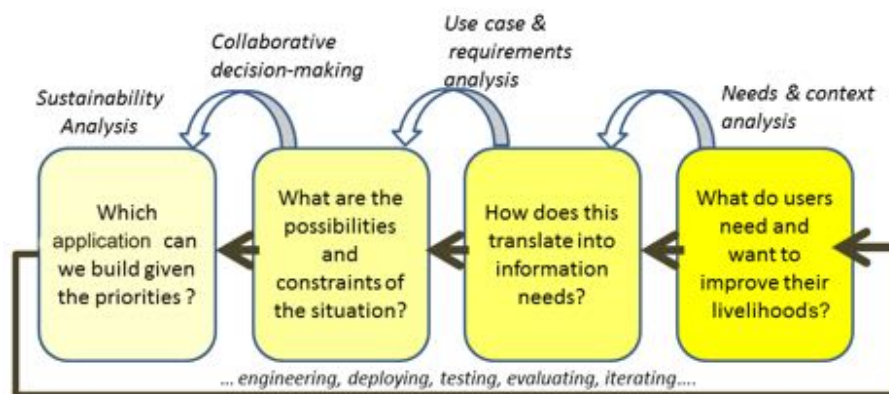 Sustainability
Analysis
Collaborative
decision-making
Use case &
requirements
analysis
Needs & context
analysis
Which
application can
we build given
the priorities ?
What are the
possibilities
and
constraints of
the situation?
How does this
translate into
information
needs?
What do users
need and
want to
improve their
livelihoods?
... engineering, deploying, testing, evaluating, iterating....